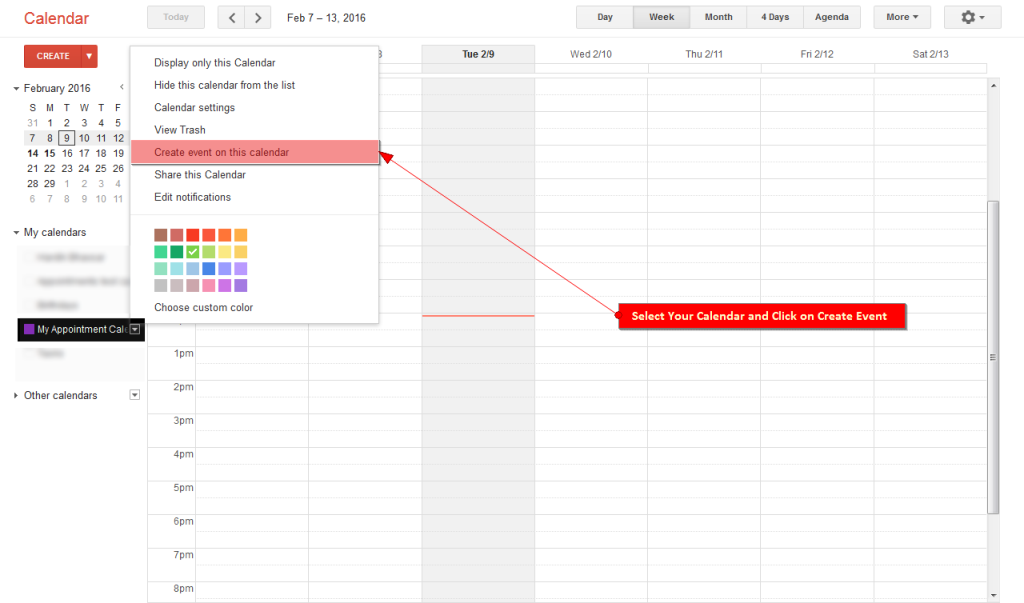 Calendar
Today
Feb 7 – 13, 2016
Day
Week
Month
4 Days
Agenda
More
CREATE
Tue 2/9
Wed 2/10
Thu 2/11
Fri 2/12
Sat 2/13
February 2016
S M T W T F
31 1 2 3 4 5
7 8 9 10 11 12
14 15 16 17 18 19
21 22 23 24 25 26
28 29 1 2 3 4
6 7 8 9 10 11
Display only this Calendar
Hide this calendar from the list
Calendar settings
View Trash
Create event on this calendar
Share this Calendar
Edit notifications
Choose custom color
My calendars
My Appointment Cale
Other calendars
Select Your Calendar and Click on Create Event
1pm
2pm
3pm
4pm
5pm
6pm
7pm
8pm